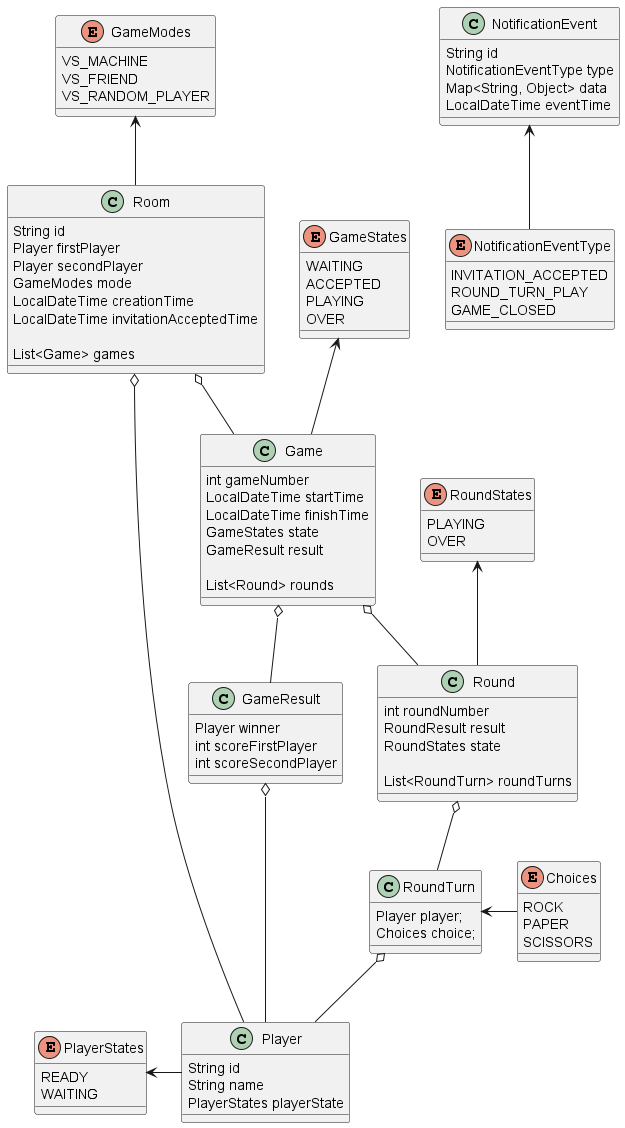 E GameModes
VS_MACHINE
VS_FRIEND
VS_RANDOM_PLAYER
C NotificationEvent
String id
NotificationEventType type
Map<String, Object> data
LocalDateTime eventTime
C Room
String id
Player firstPlayer
Player secondPlayer
GameModes mode
LocalDateTime creationTime
LocalDateTime invitationAcceptedTime
List<Game> games
E GameStates
WAITING
ACCEPTED
PLAYING
OVER
E NotificationEventType
INVITATION_ACCEPTED
ROUND_TURN_PLAY
GAME_CLOSED
C Game
int gameNumber
LocalDateTime startTime
LocalDateTime finishTime
GameStates state
GameResult result
List<Round> rounds
E RoundStates
PLAYING
OVER
C GameResult
Player winner
int scoreFirstPlayer
int scoreSecondPlayer
C Round
int roundNumber
RoundResult result
RoundStates state
List<RoundTurn> roundTurns
C RoundTurn
Player player;
Choices choice;
E Choices
ROCK
PAPER
SCISSORS
E PlayerStates
READY
WAITING
C Player
String id
String name
PlayerStates playerState